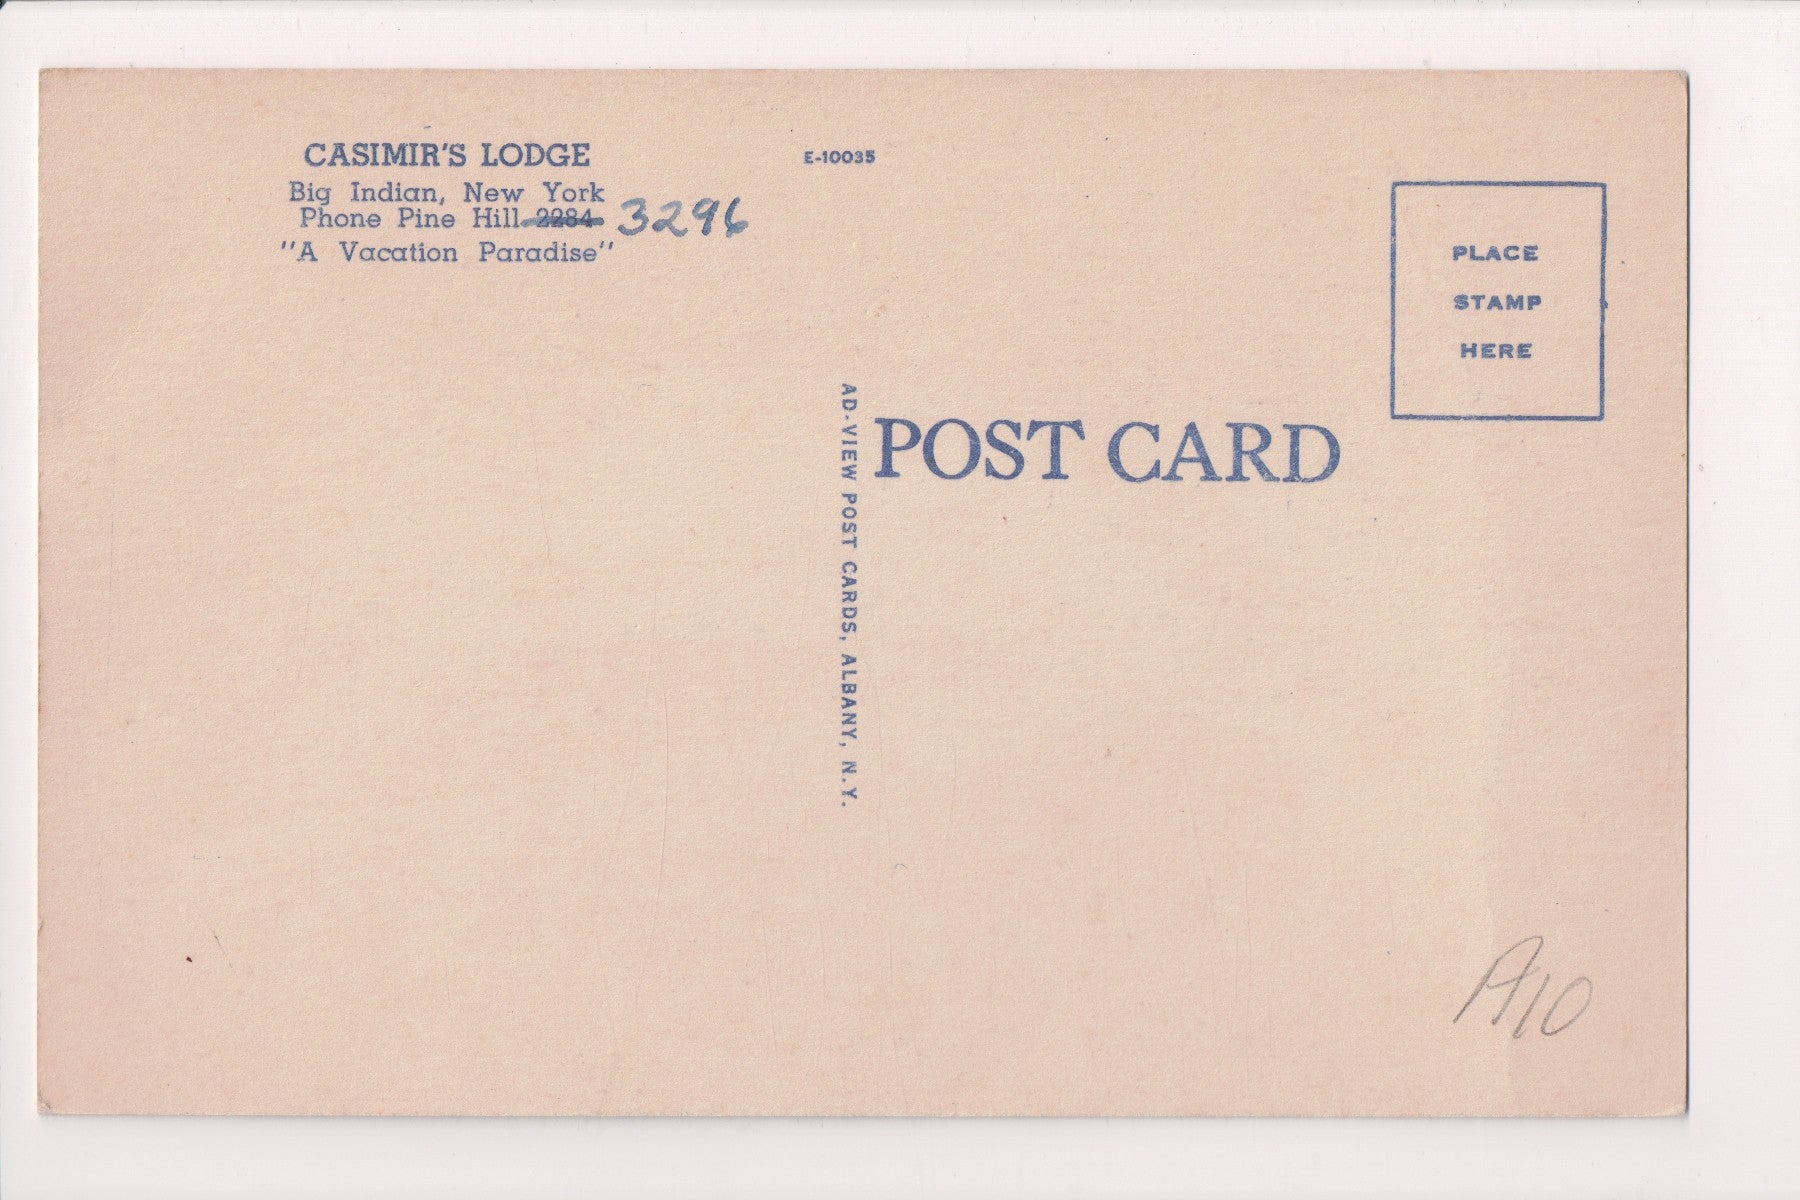 CASIMIR'S LODGE
Big Indian, New York
Phone Pine Hill 2284 3296
"A Vacation Paradise"
E-10035
PLACE
STAMP
HERE
POST CARD
AD-VIEW POST CARDS, ALBANY, N.Y.
A10